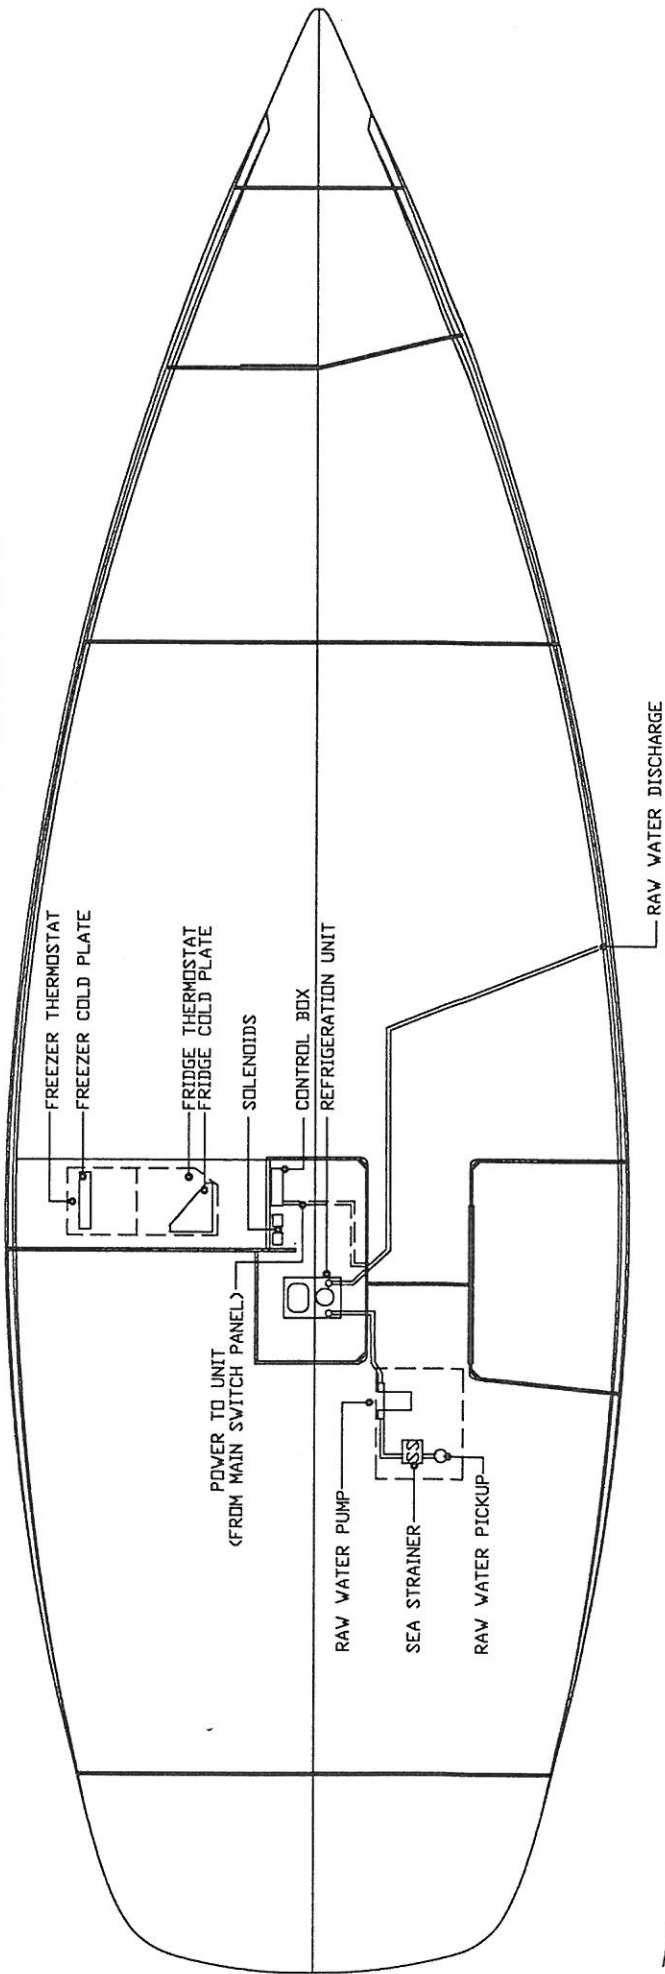 FREEZER THERMOSTAT
FREEZER COLD PLATE
FRIDGE THERMOSTAT
FRIDGE COLD PLATE
SOLENOIDS
CONTROL BOX
REFRIGERATION UNIT
POWER TO UNIT
(FROM MAIN SWITCH PANEL)
RAW WATER PUMP
SEA STRAINER
SS
RAW WATER PICKUP
RAW WATER DISCHARGE